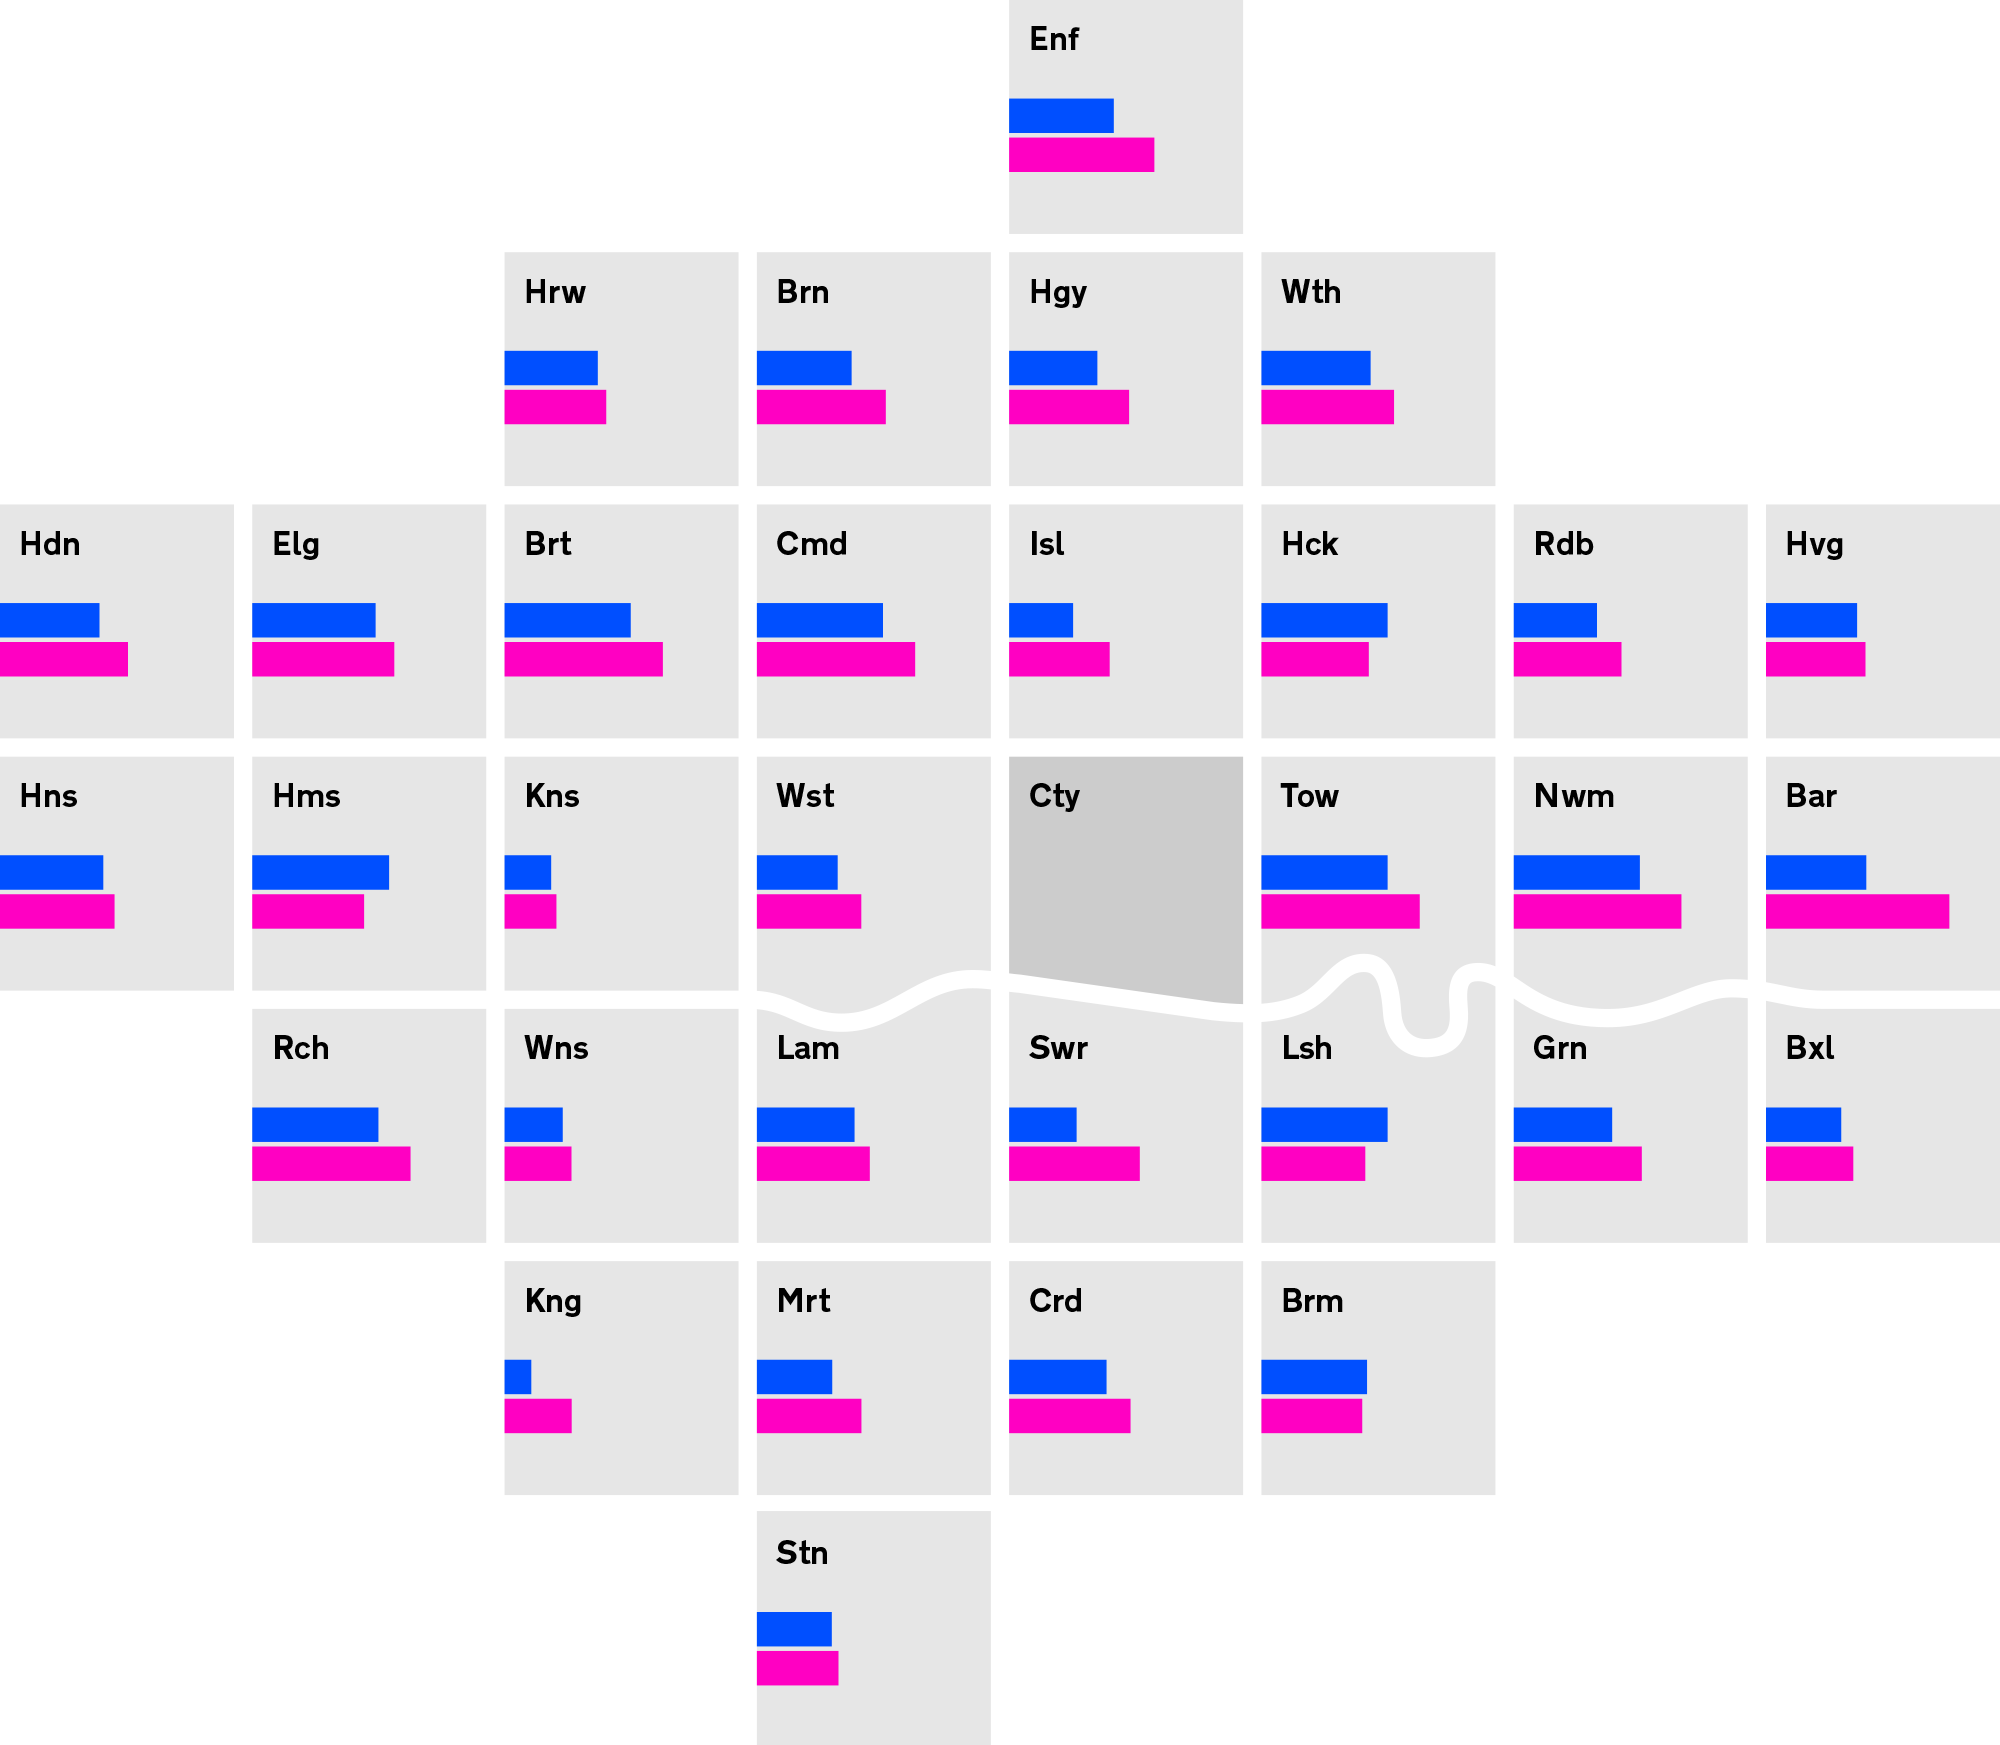 Enf
Hrw
Brn
Hgy
Wth
Hdn
Elg
Brt
Cmd
Isl
Hck
Rdb
Hvg
Hns
Hms
Kns
Wst
Cty
Tow
Nwm
Bar
Rch
Wns
Lam
Swr
Lsh
Grn
Bxl
Kng
Mrt
Crd
Brm
Stn